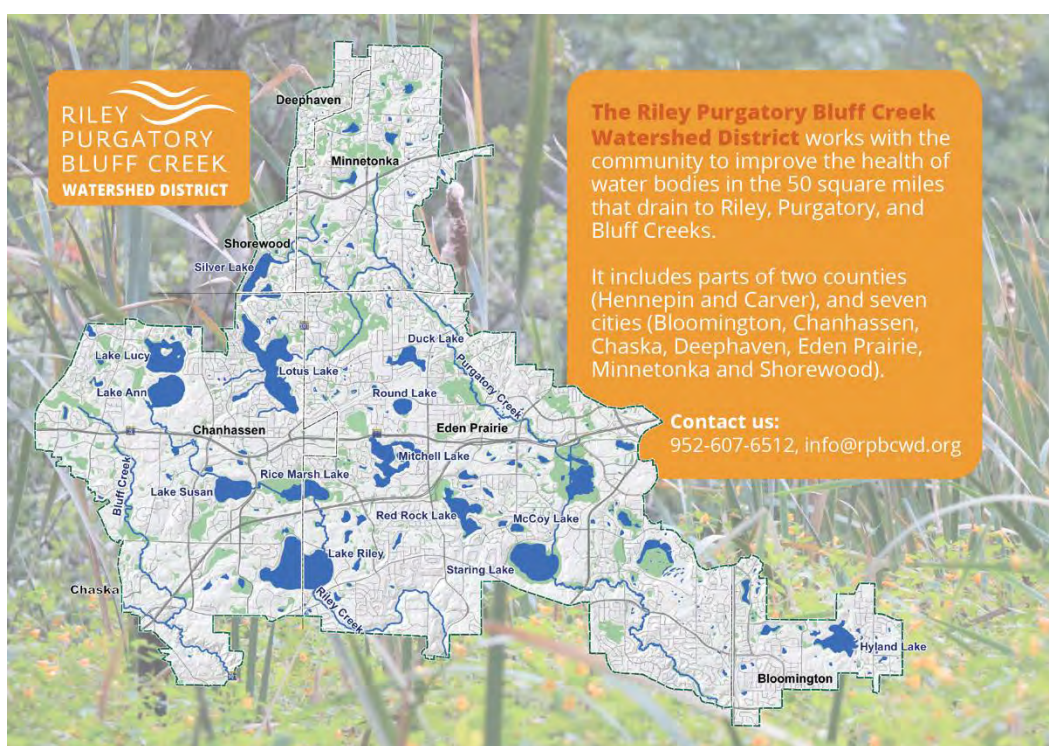 RILEY
PURGATORY
BLUFF CREEK
WATERSHED DISTRICT
The Riley Purgatory Bluff Creek
Watershed District works with the
community to improve the health of
water bodies in the 50 square miles
that drain to Riley, Purgatory, and
Bluff Creeks.
It includes parts of two counties
(Hennepin and Carver), and seven
cities (Bloomington, Chanhassen,
Chaska, Deephaven, Eden Prairie,
Minnetonka and Shorewood).
Contact us:
952-607-6512, info@rpbcwd.org
Deephaven
Minnetonka
Shorewood
Silver Lake
Duck Lake
Lake Lucy
Lotus Lake
Purgatory Creek
Lake Ann
Round Lake
Chanhassen
Eden Prairie
Mitchell Lake
Rice Marsh Lake
Bluff Creek
Lake Susan
Red Rock Lake
McCoy Lake
Lake Riley
Staring Lake
Chaska
Riley Creek
Hyland Lake
Bloomington